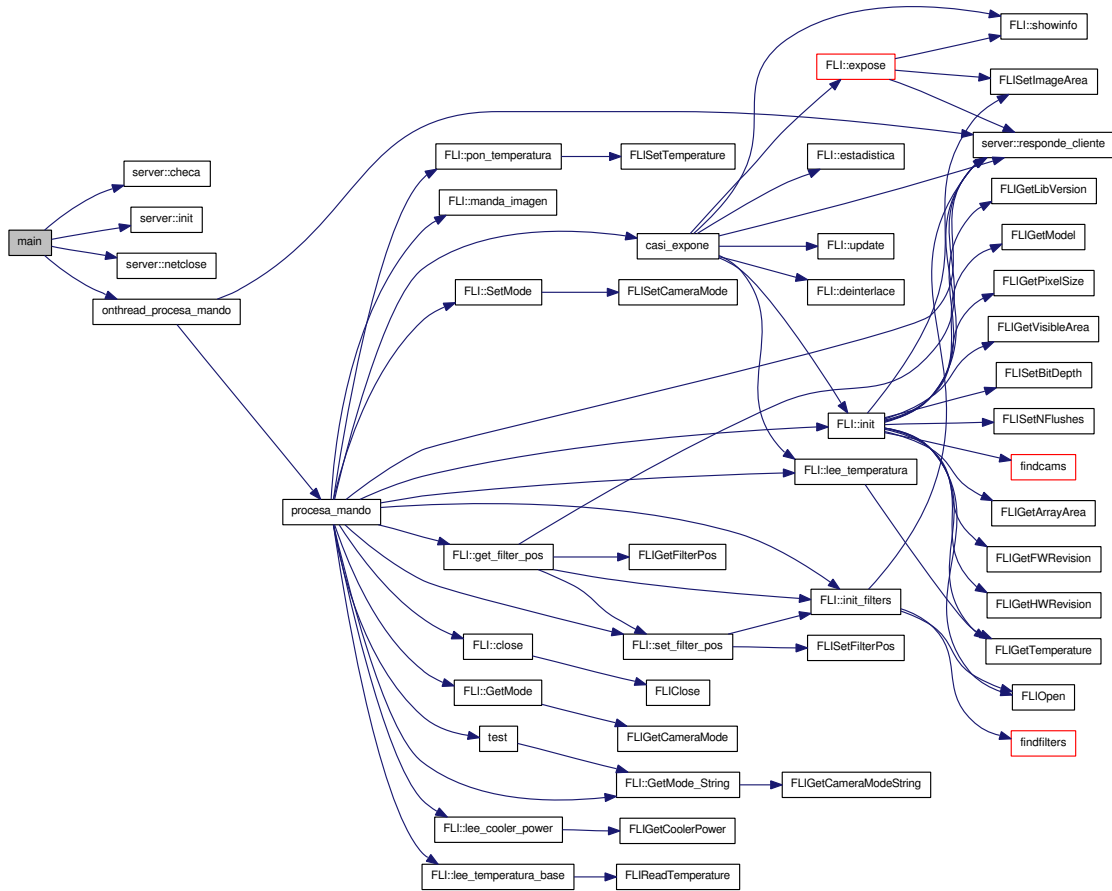 main
server::checa
server::init
server::netclose
onthread_procesa_mando
procesa_mando
FLI::pon_temperatura
FLI::manda_imagen
FLI::SetMode
FLI::get_filter_pos
FLI::close
FLI::GetMode
test
FLI::lee_cooler_power
FLI::lee_temperatura_base
FLISetTemperature
casi_expone
FLISetCameraMode
FLIGetFilterPos
FLI::set_filter_pos
FLIClose
FLIGetCameraMode
FLI::GetMode_String
FLIGetCoolerPower
FLIReadTemperature
FLI::expose
FLI::estadistica
FLI::update
FLI::deinterlace
FLI::init
FLI::lee_temperatura
FLI::init_filters
FLISetFilterPos
FLIGetCameraModeString
FLI::showinfo
FLISetImageArea
server::responde_cliente
FLIGetLibVersion
FLIGetModel
FLIGetPixelSize
FLIGetVisibleArea
FLISetBitDepth
FLISetNFlushes
findcams
FLIGetArrayArea
FLIGetFWRevision
FLIGetHWRevision
FLIGetTemperature
FLIOpen
findfilters